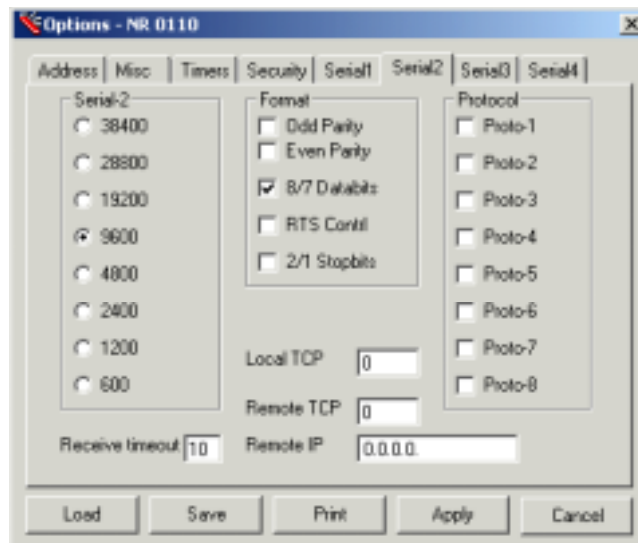 Options - NR 0110
Address Misc Timers Security Serial1 Serial2 Serial3 Serial4
Serial-2
38400
28800
19200
9600
4800
2400
1200
600
Format
Odd Parity
Even Parity
8/7 Databits
RTS Contrl
2/1 Stopbits
Protocol
Proto-1
Proto-2
Proto-3
Proto-4
Proto-5
Proto-6
Proto-7
Proto-8
Local TCP 0
Remote TCP 0
Receive timeout 10 Remote IP 0.0.0.0.
Load Save Print Apply Cancel